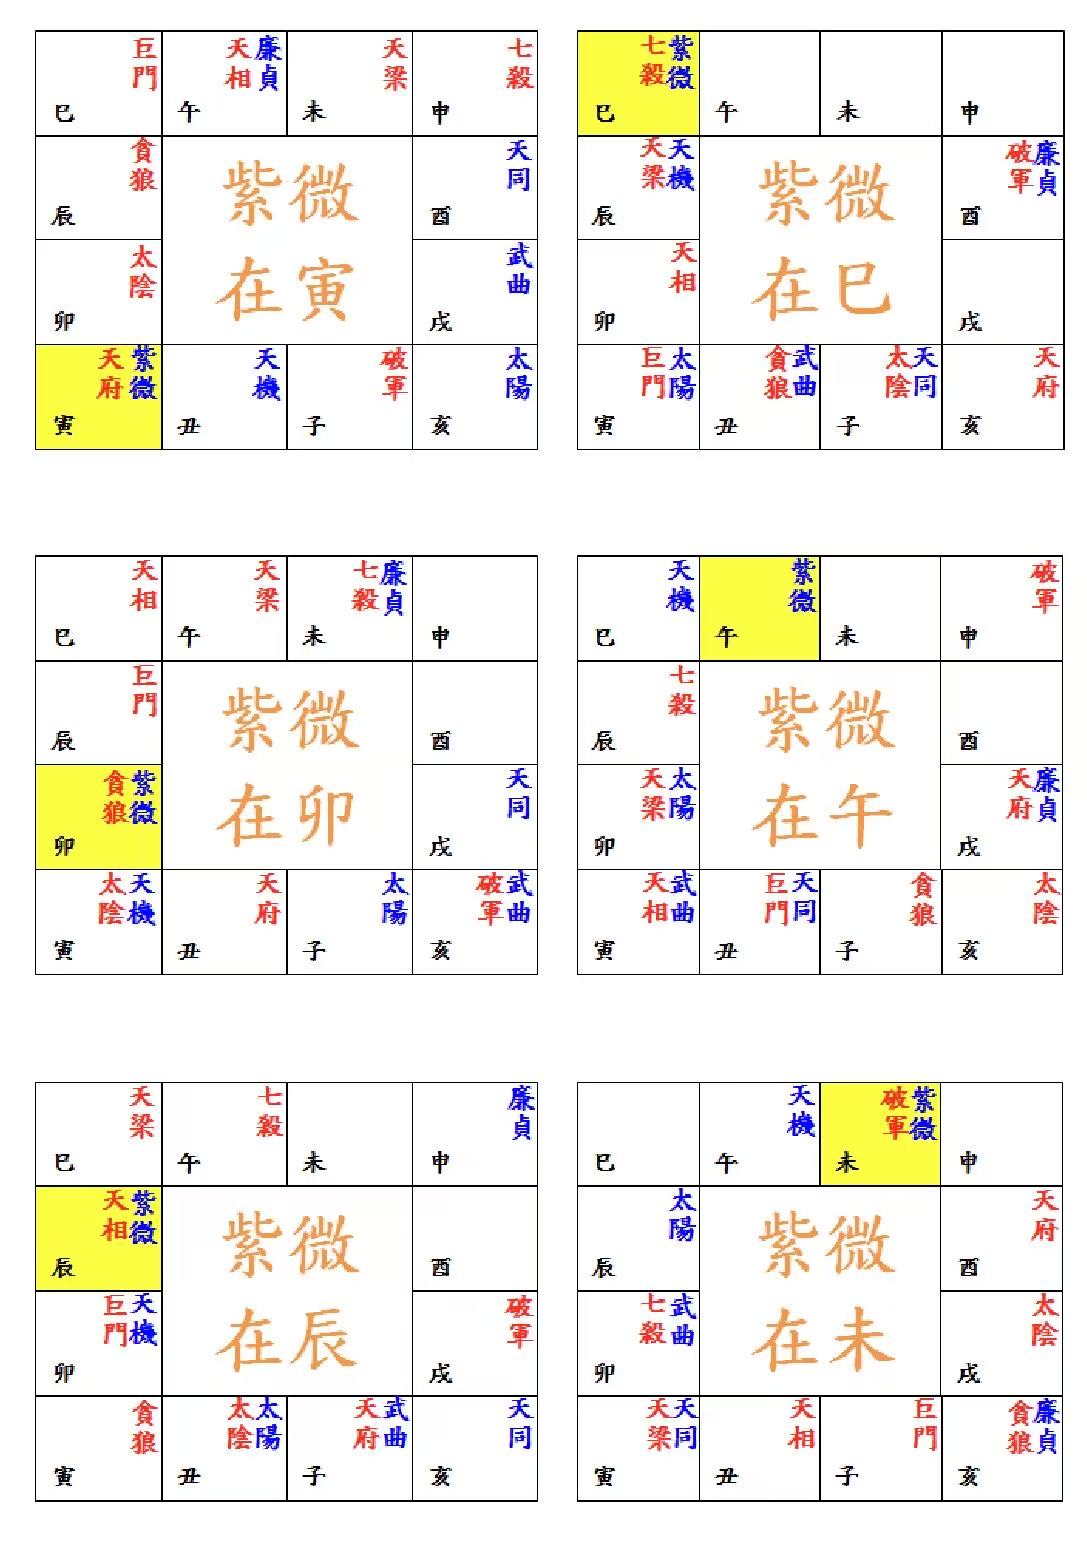 巨門
巳
廉貞
天相
午
天梁
未
七殺
申
貪狼
辰
紫微
在寅
天同
酉
太陰
卯
武曲
戌
紫微
天府
寅
天機
丑
破軍
子
太陽
亥
紫微
七殺
巳
午
未
申
天機
天梁
辰
紫微
在巳
廉貞
破軍
酉
天相
卯
戌
太陽
巨門
寅
武曲
貪狼
丑
天同
太陰
子
天府
亥
天相
巳
天梁
午
廉貞
七殺
未
申
巨門
辰
紫微
在卯
酉
紫微
貪狼
卯
天同
戌
天機
太陰
寅
天府
丑
太陽
子
武曲
破軍
亥
天機
巳
紫微
午
未
破軍
申
七殺
辰
紫微
在午
酉
太陽
天梁
卯
廉貞
天府
戌
武曲
天相
寅
天同
巨門
丑
貪狼
子
太陰
亥
天梁
巳
七殺
午
未
廉貞
申
紫微
天相
辰
紫微
在辰
酉
天機
巨門
卯
破軍
戌
貪狼
寅
太陽
太陰
丑
武曲
天府
子
天同
亥
巳
天機
午
紫微
破軍
未
申
太陽
辰
紫微
在未
天府
酉
武曲
七殺
卯
太陰
戌
天同
天梁
寅
天相
丑
巨門
子
廉貞
貪狼
亥